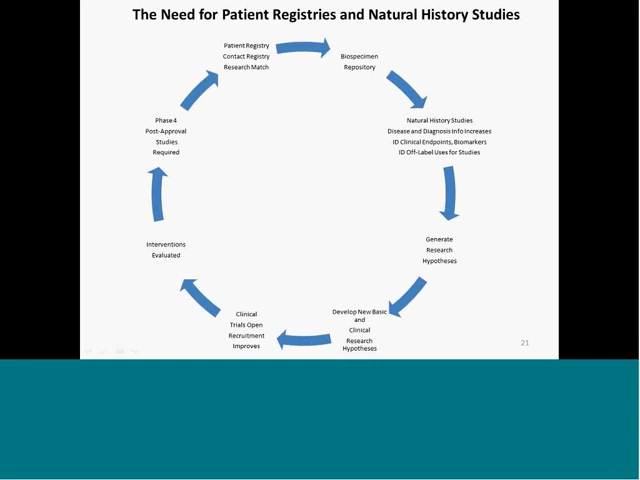 The Need for Patient Registries and Natural History Studies
Patient Registry
Contact Registry
Research Match
Biospecimen
Repository
Natural History Studies
Disease and Diagnosis Info Increases
ID Clinical Endpoints, Biomarkers
ID Off-Label Uses for Studies
Generate
Research
Hypotheses
Develop New Basic
and
Clinical
Research
Hypotheses
Clinical
Trials Open
Recruitment
Improves
Interventions
Evaluated
Phase 4
Post-Approval
Studies
Required
21